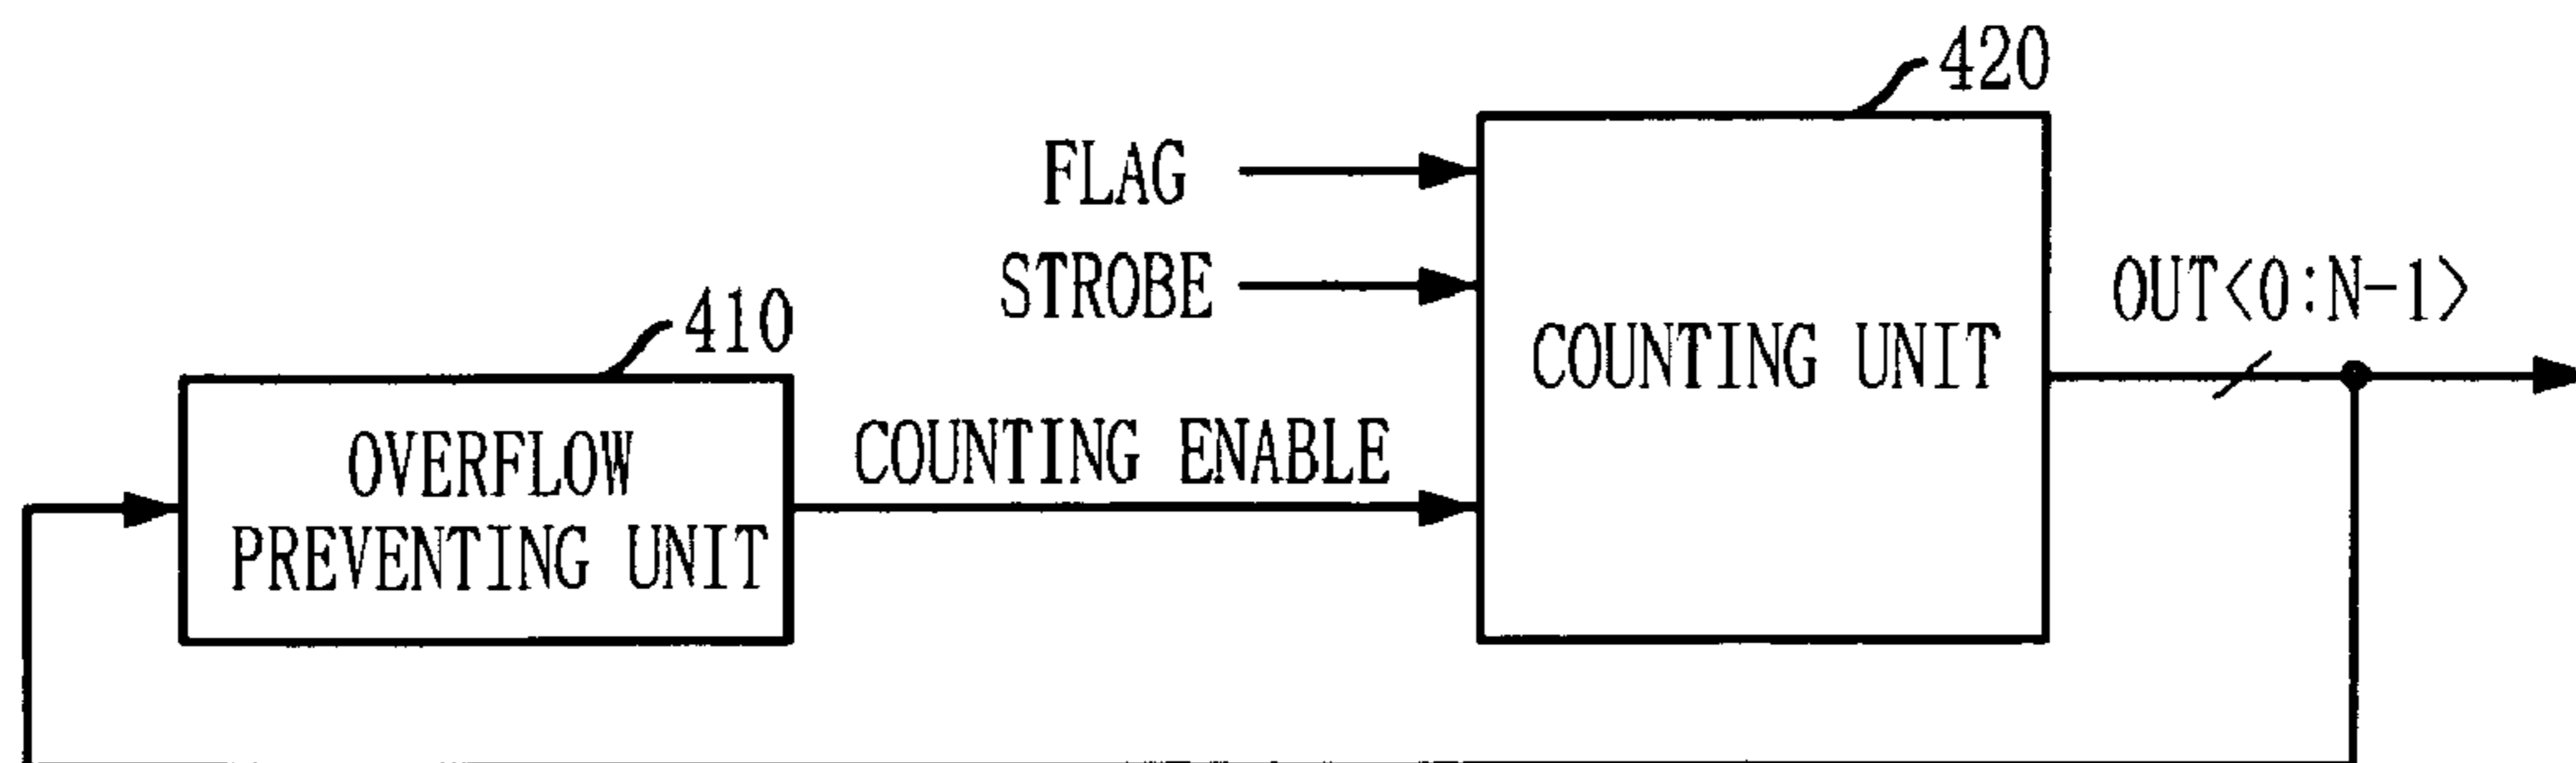 420
FLAG
STROBE
OUT<0:N-1>
410
COUNTING UNIT
OVERFLOW
PREVENTING UNIT
COUNTING ENABLE